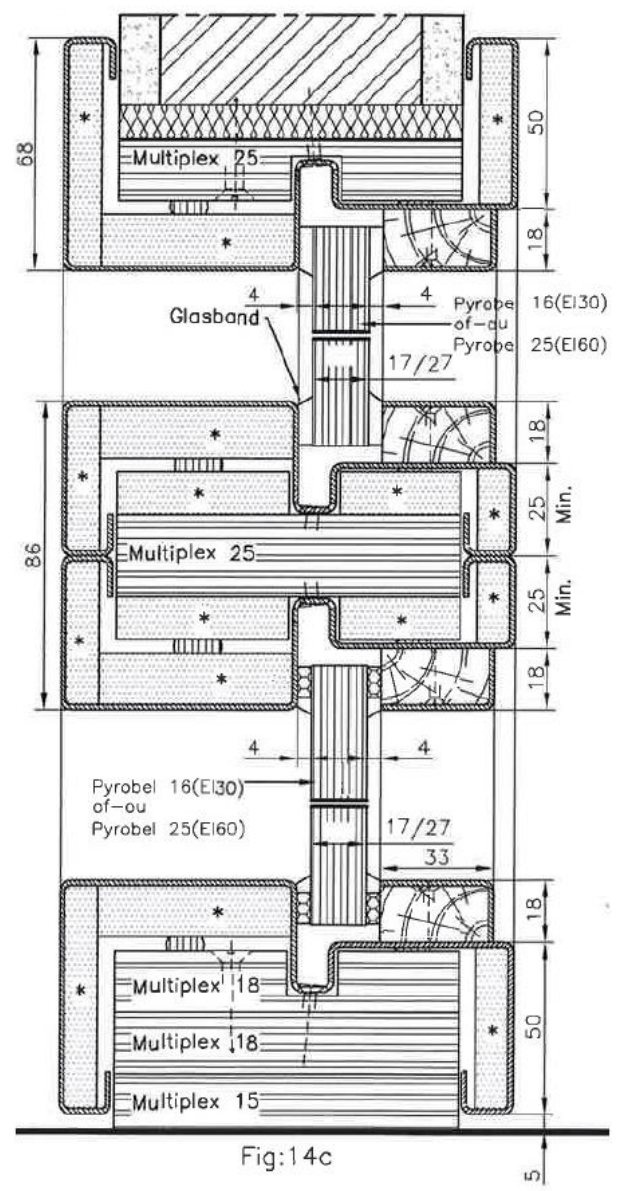 68
50
*
*
Multiplex 25
*
18
4
4
Glasband
Pyrobe 16(EI30)
of-ou
Pyrobe 25(EI60)
17/27
86
*
18
*
*
*
*
25 Min.
Multiplex 25
*
*
*
*
25 Min.
*
18
4
4
Pyrobel 16(EI30)
of-ou
Pyrobel 25(EI60)
17/27
33
*
18
*
Multiplex 18
Multiplex 18
*
50
Multiplex 15
Fig:14c
5